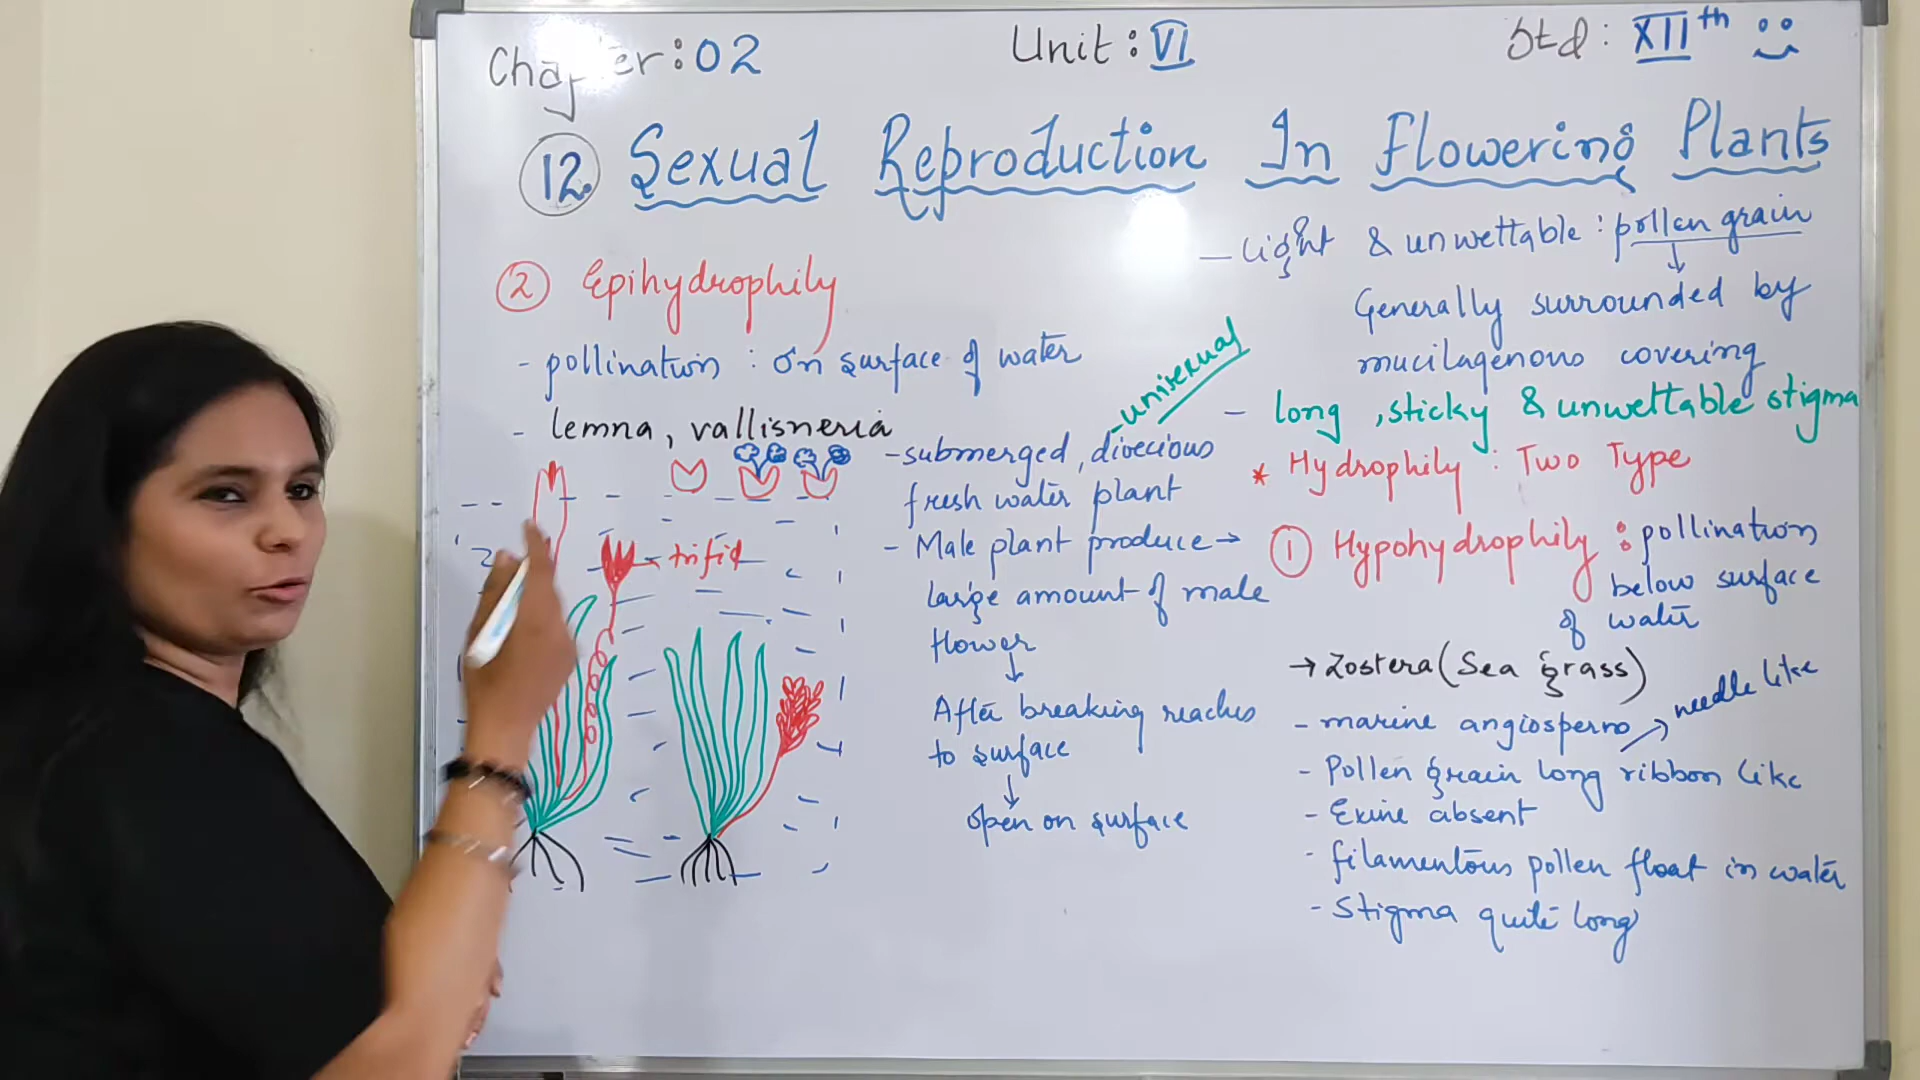 Chapter: 02
Unit: VI
Std: XIIth
12. Sexual Reproduction In Flowering Plants
- Light & unwettable: pollen grain
Generally surrounded by
mucilagenous covering
- long, sticky & unwettable stigma
* Hydrophily: Two Type
① Hypohydrophily: pollination
below surface
of water
→ Zostera (Sea grass)
- marine angiosperm
→ needle like
- Pollen grain long ribbon like
- Exine absent
- filamentous pollen float in water
- Stigma quite long
② Epihydrophily
- pollination: On surface of water
- lemna, vallisneria
- unisexual
- submerged, dioecious
fresh water plant
- Male plant produce →
large amount of male
flower
↓
After breaking reaches
to surface
↓
open on surface
trifid